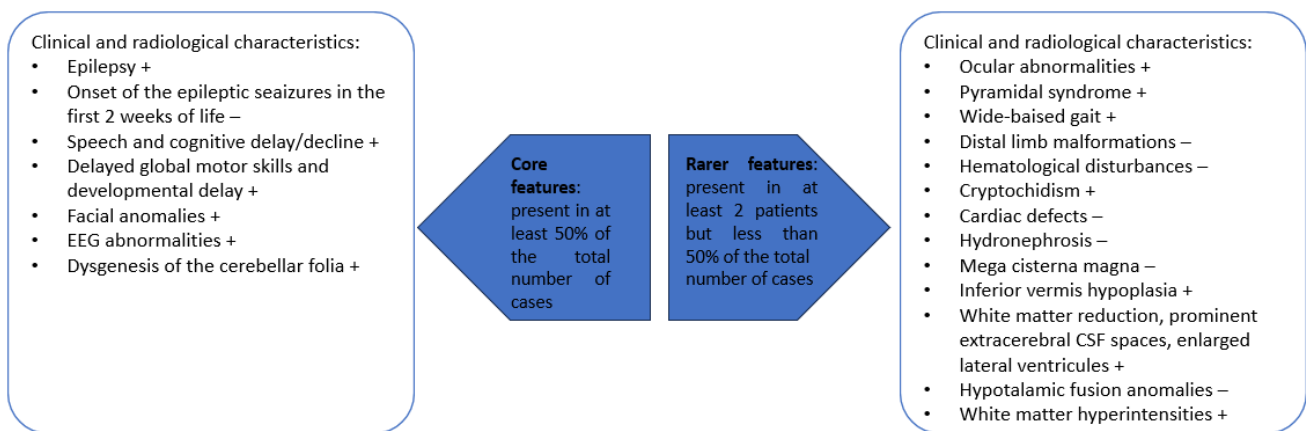 Clinical and radiological characteristics:
• Epilepsy +
• Onset of the epileptic seaizures in the
first 2 weeks of life –
• Speech and cognitive delay/decline +
• Delayed global motor skills and
developmental delay +
• Facial anomalies +
• EEG abnormalities +
• Dysgenesis of the cerebellar folia +
Core
features:
present in at
least 50% of
the total
number of
cases
Rarer features:
present in at
least 2 patients
but less than
50% of the total
number of cases
Clinical and radiological characteristics:
• Ocular abnormalities +
• Pyramidal syndrome +
• Wide-baised gait +
• Distal limb malformations –
• Hematological disturbances –
• Cryptochidism +
• Cardiac defects –
• Hydronephrosis –
• Mega cisterna magna –
• Inferior vermis hypoplasia +
• White matter reduction, prominent
extracerebral CSF spaces, enlarged
lateral ventricules +
• Hypotalamic fusion anomalies –
• White matter hyperintensities +